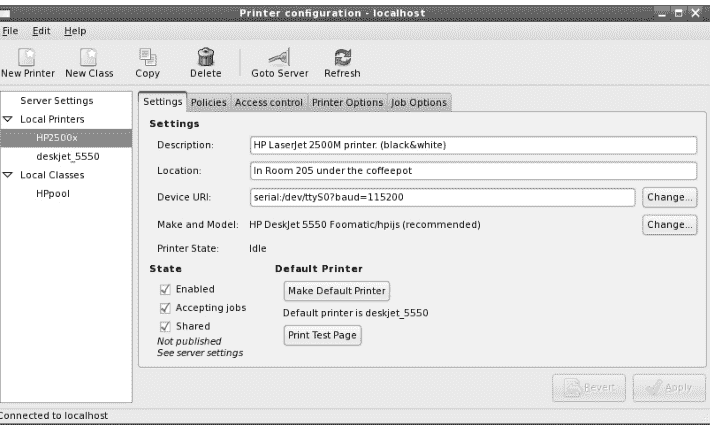 Printer configuration - localhost
File Edit Help
New Printer New Class Copy Delete Goto Server Refresh
Server Settings
Local Printers
HP2500x
deskjet_5550
Local Classes
HPpool
Settings Policies Access control Printer Options Job Options
Settings
Description: HP LaserJet 2500M printer. (black&white)
Location: In Room 205 under the coffeepot
Device URI: serial:/dev/ttyS0?baud=115200 Change...
Make and Model: HP DeskJet 5550 Foomatic/hpijs (recommended) Change...
Printer State: Idle
State Default Printer
Enabled Make Default Printer
Accepting jobs Default printer is deskjet_5550
Shared Print Test Page
Not published
See server settings
Revert Apply
Connected to localhost